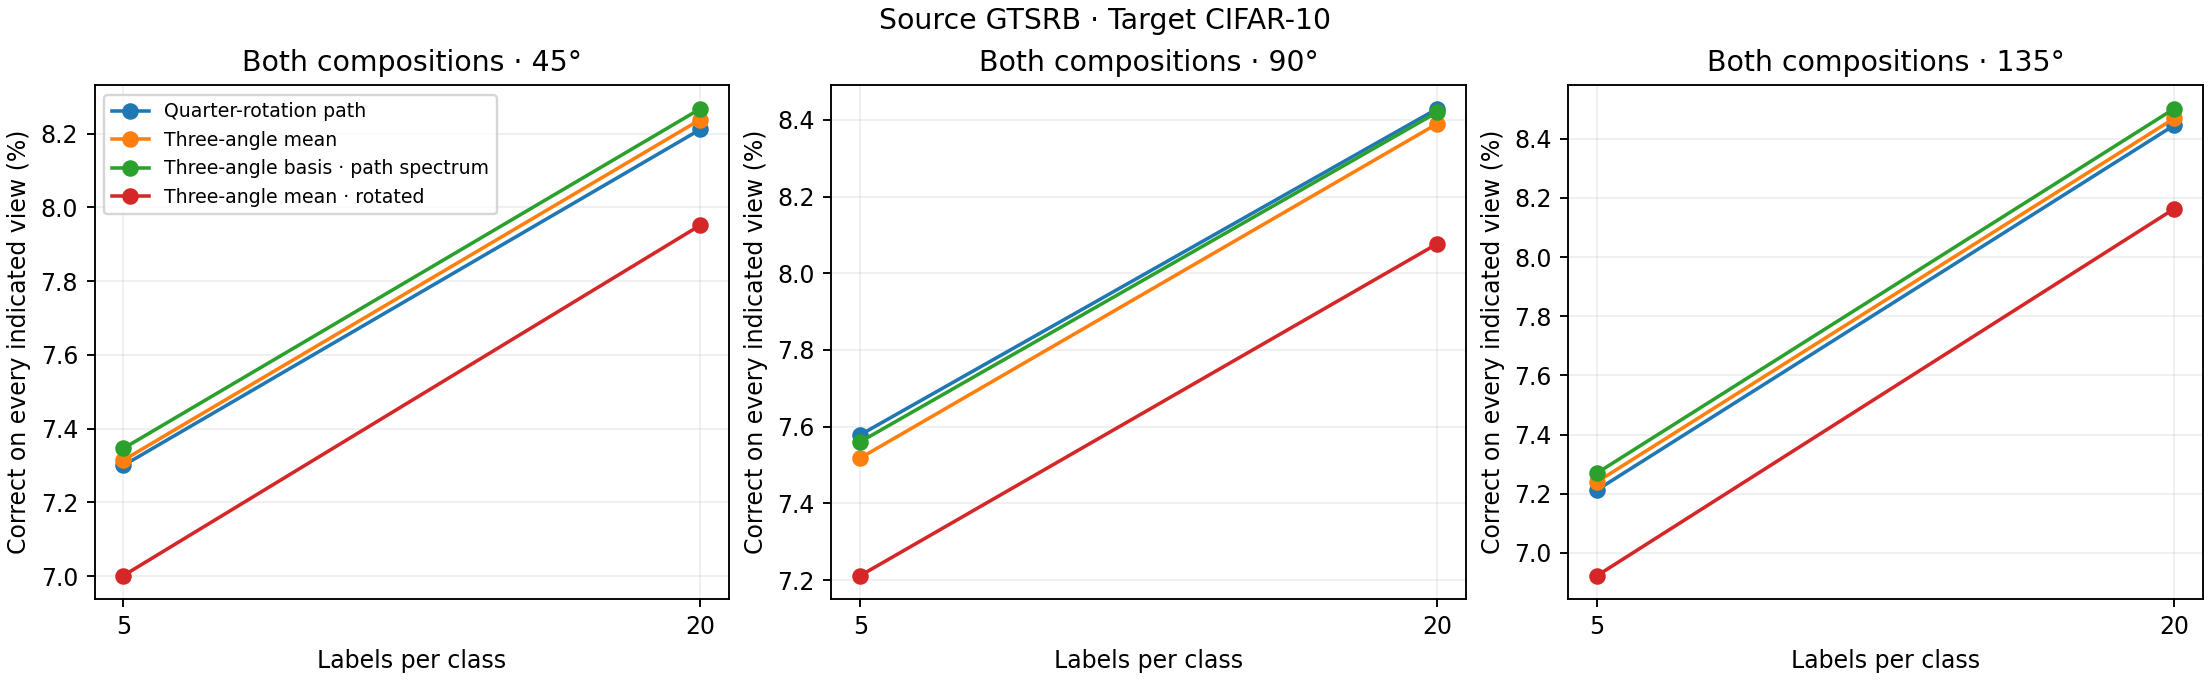 Source GTSRB · Target CIFAR-10
Both compositions · 45°
Correct on every indicated view (%)
8.2
8.0
7.8
7.6
7.4
7.2
7.0
Quarter-rotation path
Three-angle mean
Three-angle basis · path spectrum
Three-angle mean · rotated
5
20
Labels per class
Both compositions · 90°
Correct on every indicated view (%)
8.4
8.2
8.0
7.8
7.6
7.4
7.2
5
20
Labels per class
Both compositions · 135°
Correct on every indicated view (%)
8.4
8.2
8.0
7.8
7.6
7.4
7.2
7.0
5
20
Labels per class